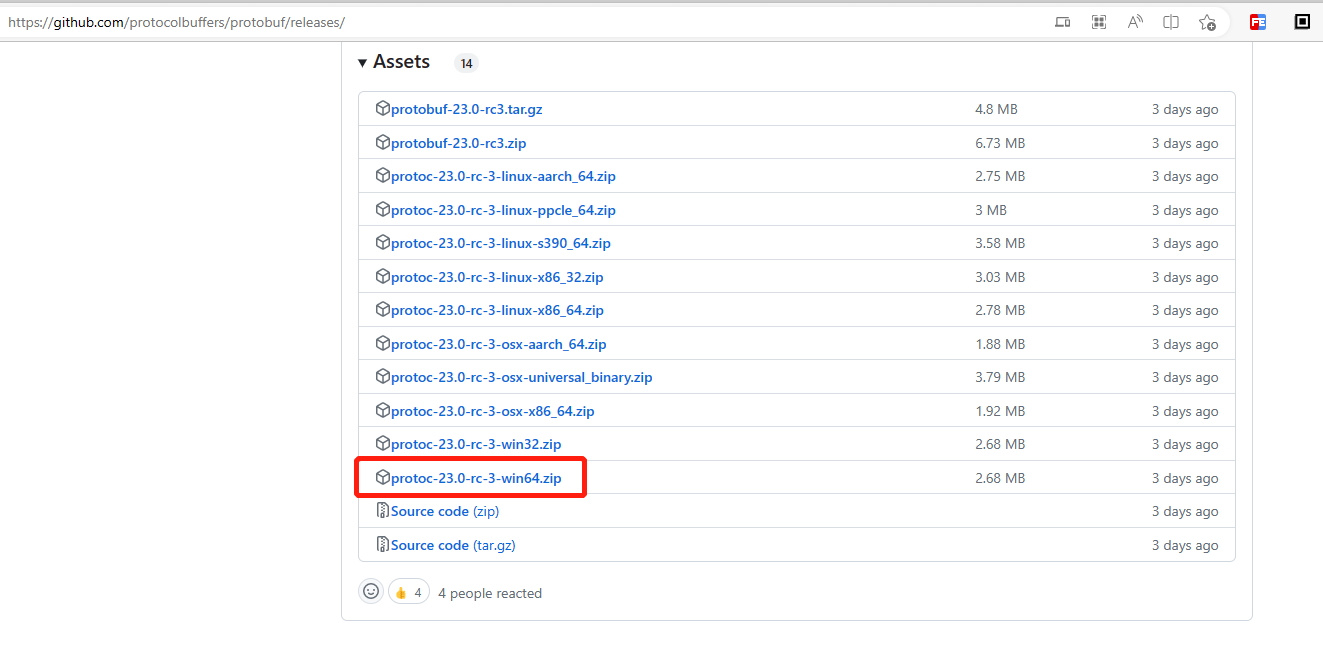 https://github.com/protocolbuffers/protobuf/releases/
Assets 14
protobuf-23.0-rc3.tar.gz 4.8 MB 3 days ago
protobuf-23.0-rc3.zip 6.73 MB 3 days ago
protoc-23.0-rc-3-linux-aarch_64.zip 2.75 MB 3 days ago
protoc-23.0-rc-3-linux-ppcle_64.zip 3 MB 3 days ago
protoc-23.0-rc-3-linux-s390_64.zip 3.58 MB 3 days ago
protoc-23.0-rc-3-linux-x86_32.zip 3.03 MB 3 days ago
protoc-23.0-rc-3-linux-x86_64.zip 2.78 MB 3 days ago
protoc-23.0-rc-3-osx-aarch_64.zip 1.88 MB 3 days ago
protoc-23.0-rc-3-osx-universal_binary.zip 3.79 MB 3 days ago
protoc-23.0-rc-3-osx-x86_64.zip 1.92 MB 3 days ago
protoc-23.0-rc-3-win32.zip 2.68 MB 3 days ago
protoc-23.0-rc-3-win64.zip 2.68 MB 3 days ago
Source code (zip) 3 days ago
Source code (tar.gz) 3 days ago
4 4 people reacted